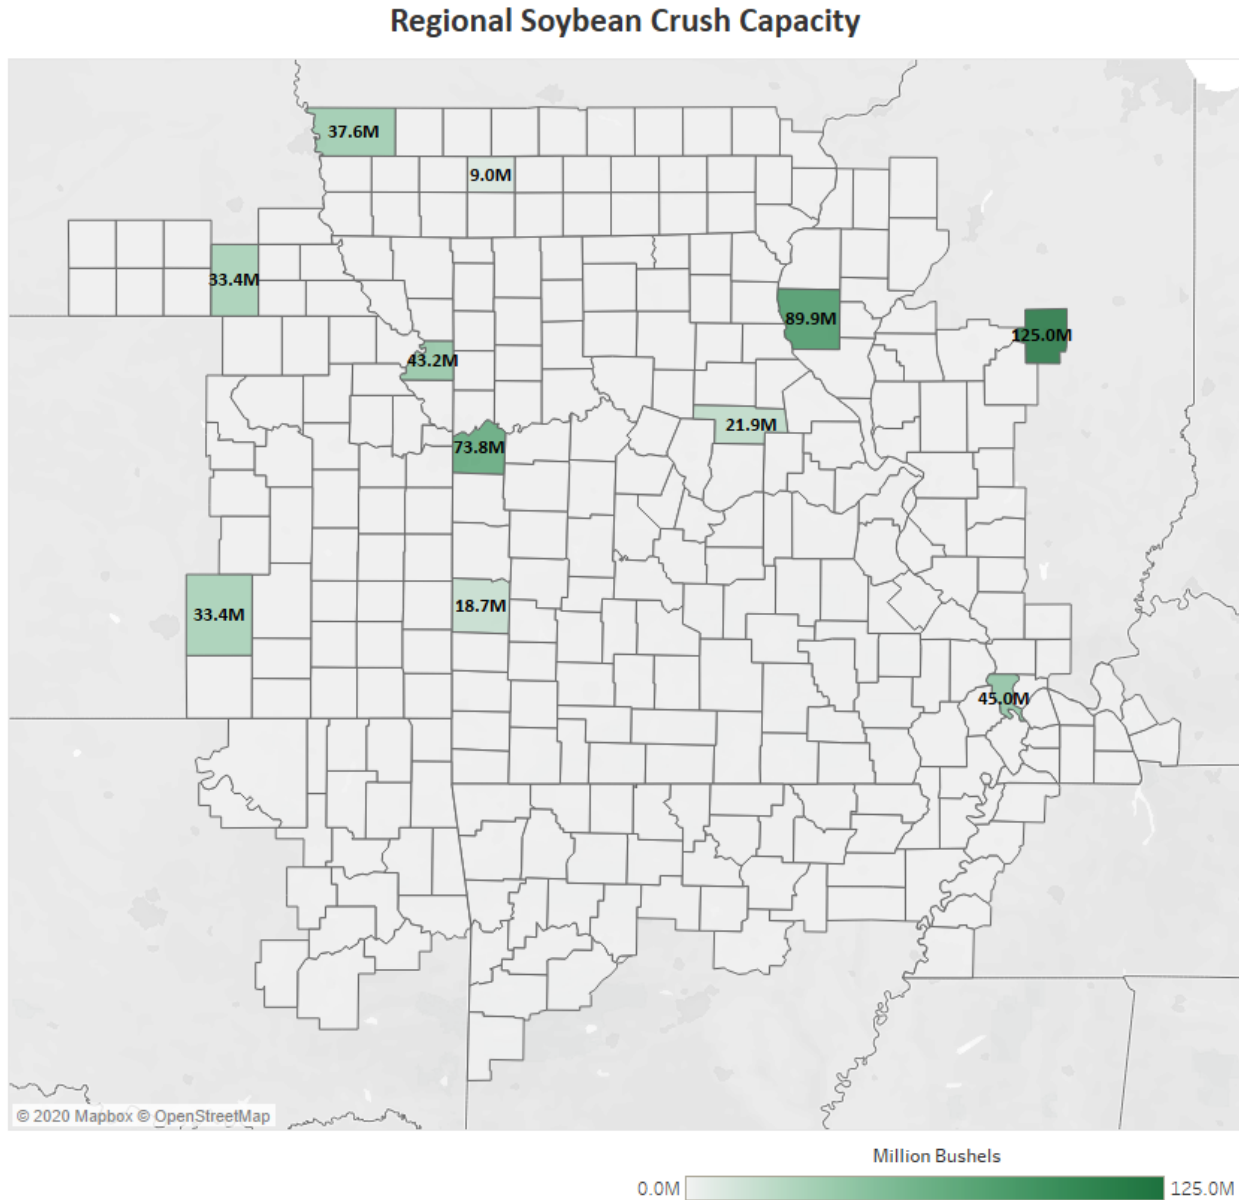 Regional Soybean Crush Capacity
37.6M
9.0M
33.4M
89.9M
125.0M
43.2M
21.9M
73.8M
18.7M
33.4M
45.0M
© 2020 Mapbox © OpenStreetMap
Million Bushels
0.0M
125.0M